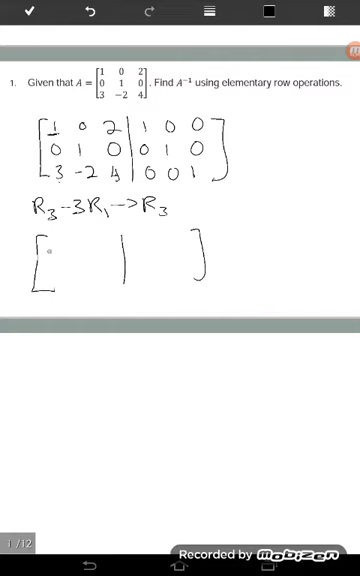 1. Given that A = [1 0 2
0 1 0
3 −2 4]. Find A⁻¹ using elementary row operations.
[1 0 2 | 1 0 0
0 1 0 | 0 1 0
3 -2 4 | 0 0 1]
R₃ -3R₁ -> R₃
1 / 12
Recorded by mobizen